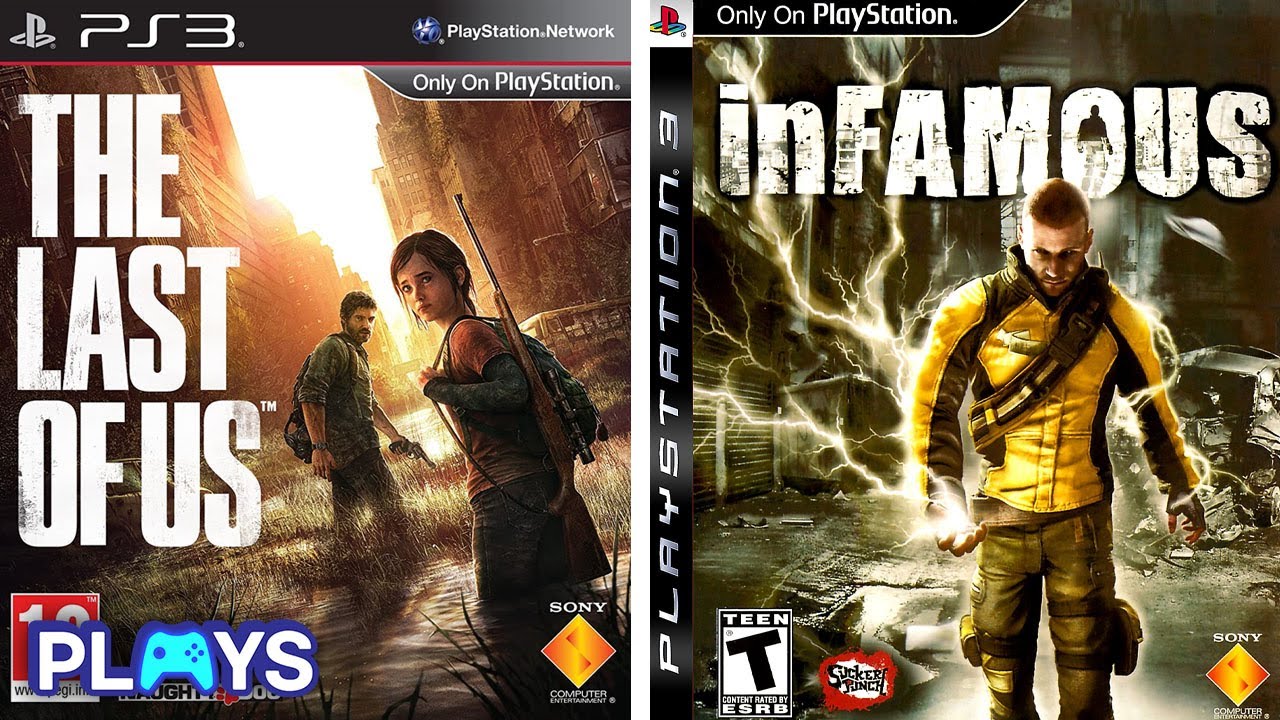 PS3
PlayStation®Network
Only On PlayStation®
THE
LAST
OF US™
PLAYS
SONY
COMPUTER
ENTERTAINMENT®
Only On PlayStation®
PLAYSTATION® 3
inFAMOUS
TEEN
T
CONTENT RATED BY
ESRB
SUCKER
PUNCH
SONY
COMPUTER
ENTERTAINMENT®